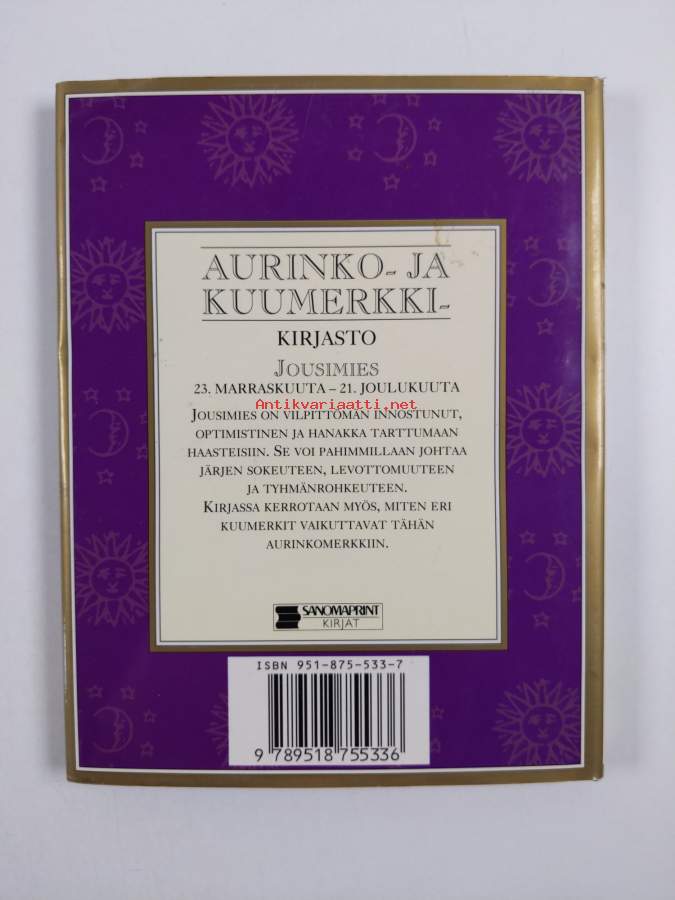 AURINKO- JA
KUUMERKKI-
KIRJASTO
JOUSIMIES
23. MARRASKUUTA – 21. JOULUKUUTA
Antikvariaatti.net
JOUSIMIES ON VILPITTÖMÄN INNOSTUNUT,
OPTIMISTINEN JA HANAKKA TARTTUMAAN
HAASTEISIIN. SE VOI PAHIMMILLAAN JOHTAA
JÄRJEN SOKEUTEEN, LEVOTTOMUUTEEN
JA TYHMÄNROHKEUTEEN.
KIRJASSA KERROTAAN MYÖS, MITEN ERI
KUUMERKIT VAIKUTTAVAT TÄHÄN
AURINKOMERKKIIN.
SANOMAPRINT
KIRJAT
ISBN 951-875-533-7
9 789518 755336